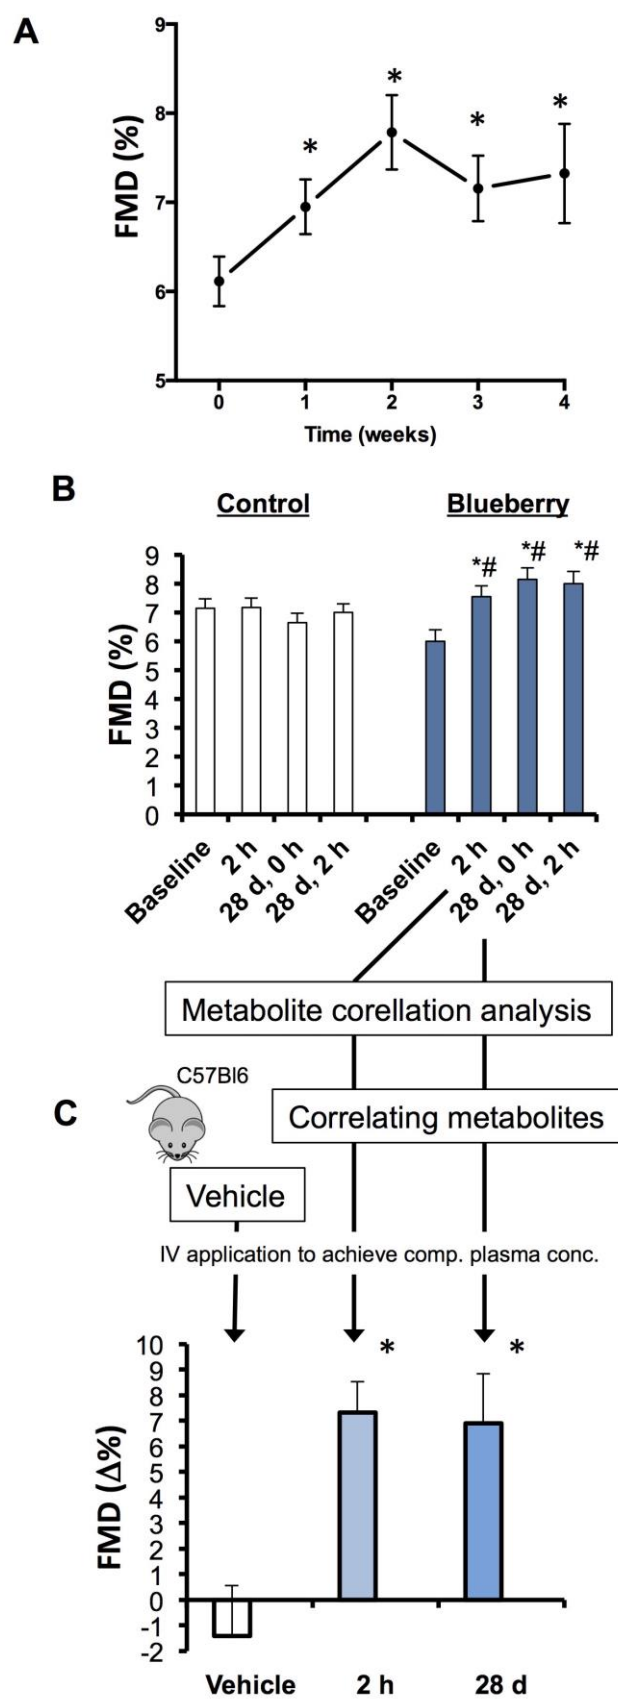 A
FMD (%)
9
8
7
6
5
* * * *
0 1 2 3 4
Time (weeks)
B
Control Blueberry
FMD (%)
9
8
7
6
5
4
3
2
1
0
*# *# *#
Baseline 2 h 28 d, 0 h 28 d, 2 h Baseline 2 h 28 d, 0 h 28 d, 2 h
Metabolite corellation analysis
C57Bl6
C
Correlating metabolites
Vehicle
IV application to achieve comp. plasma conc.
FMD (Δ%)
10
9
8
7
6
5
4
3
2
1
0
-1
-2
* *
Vehicle 2 h 28 d